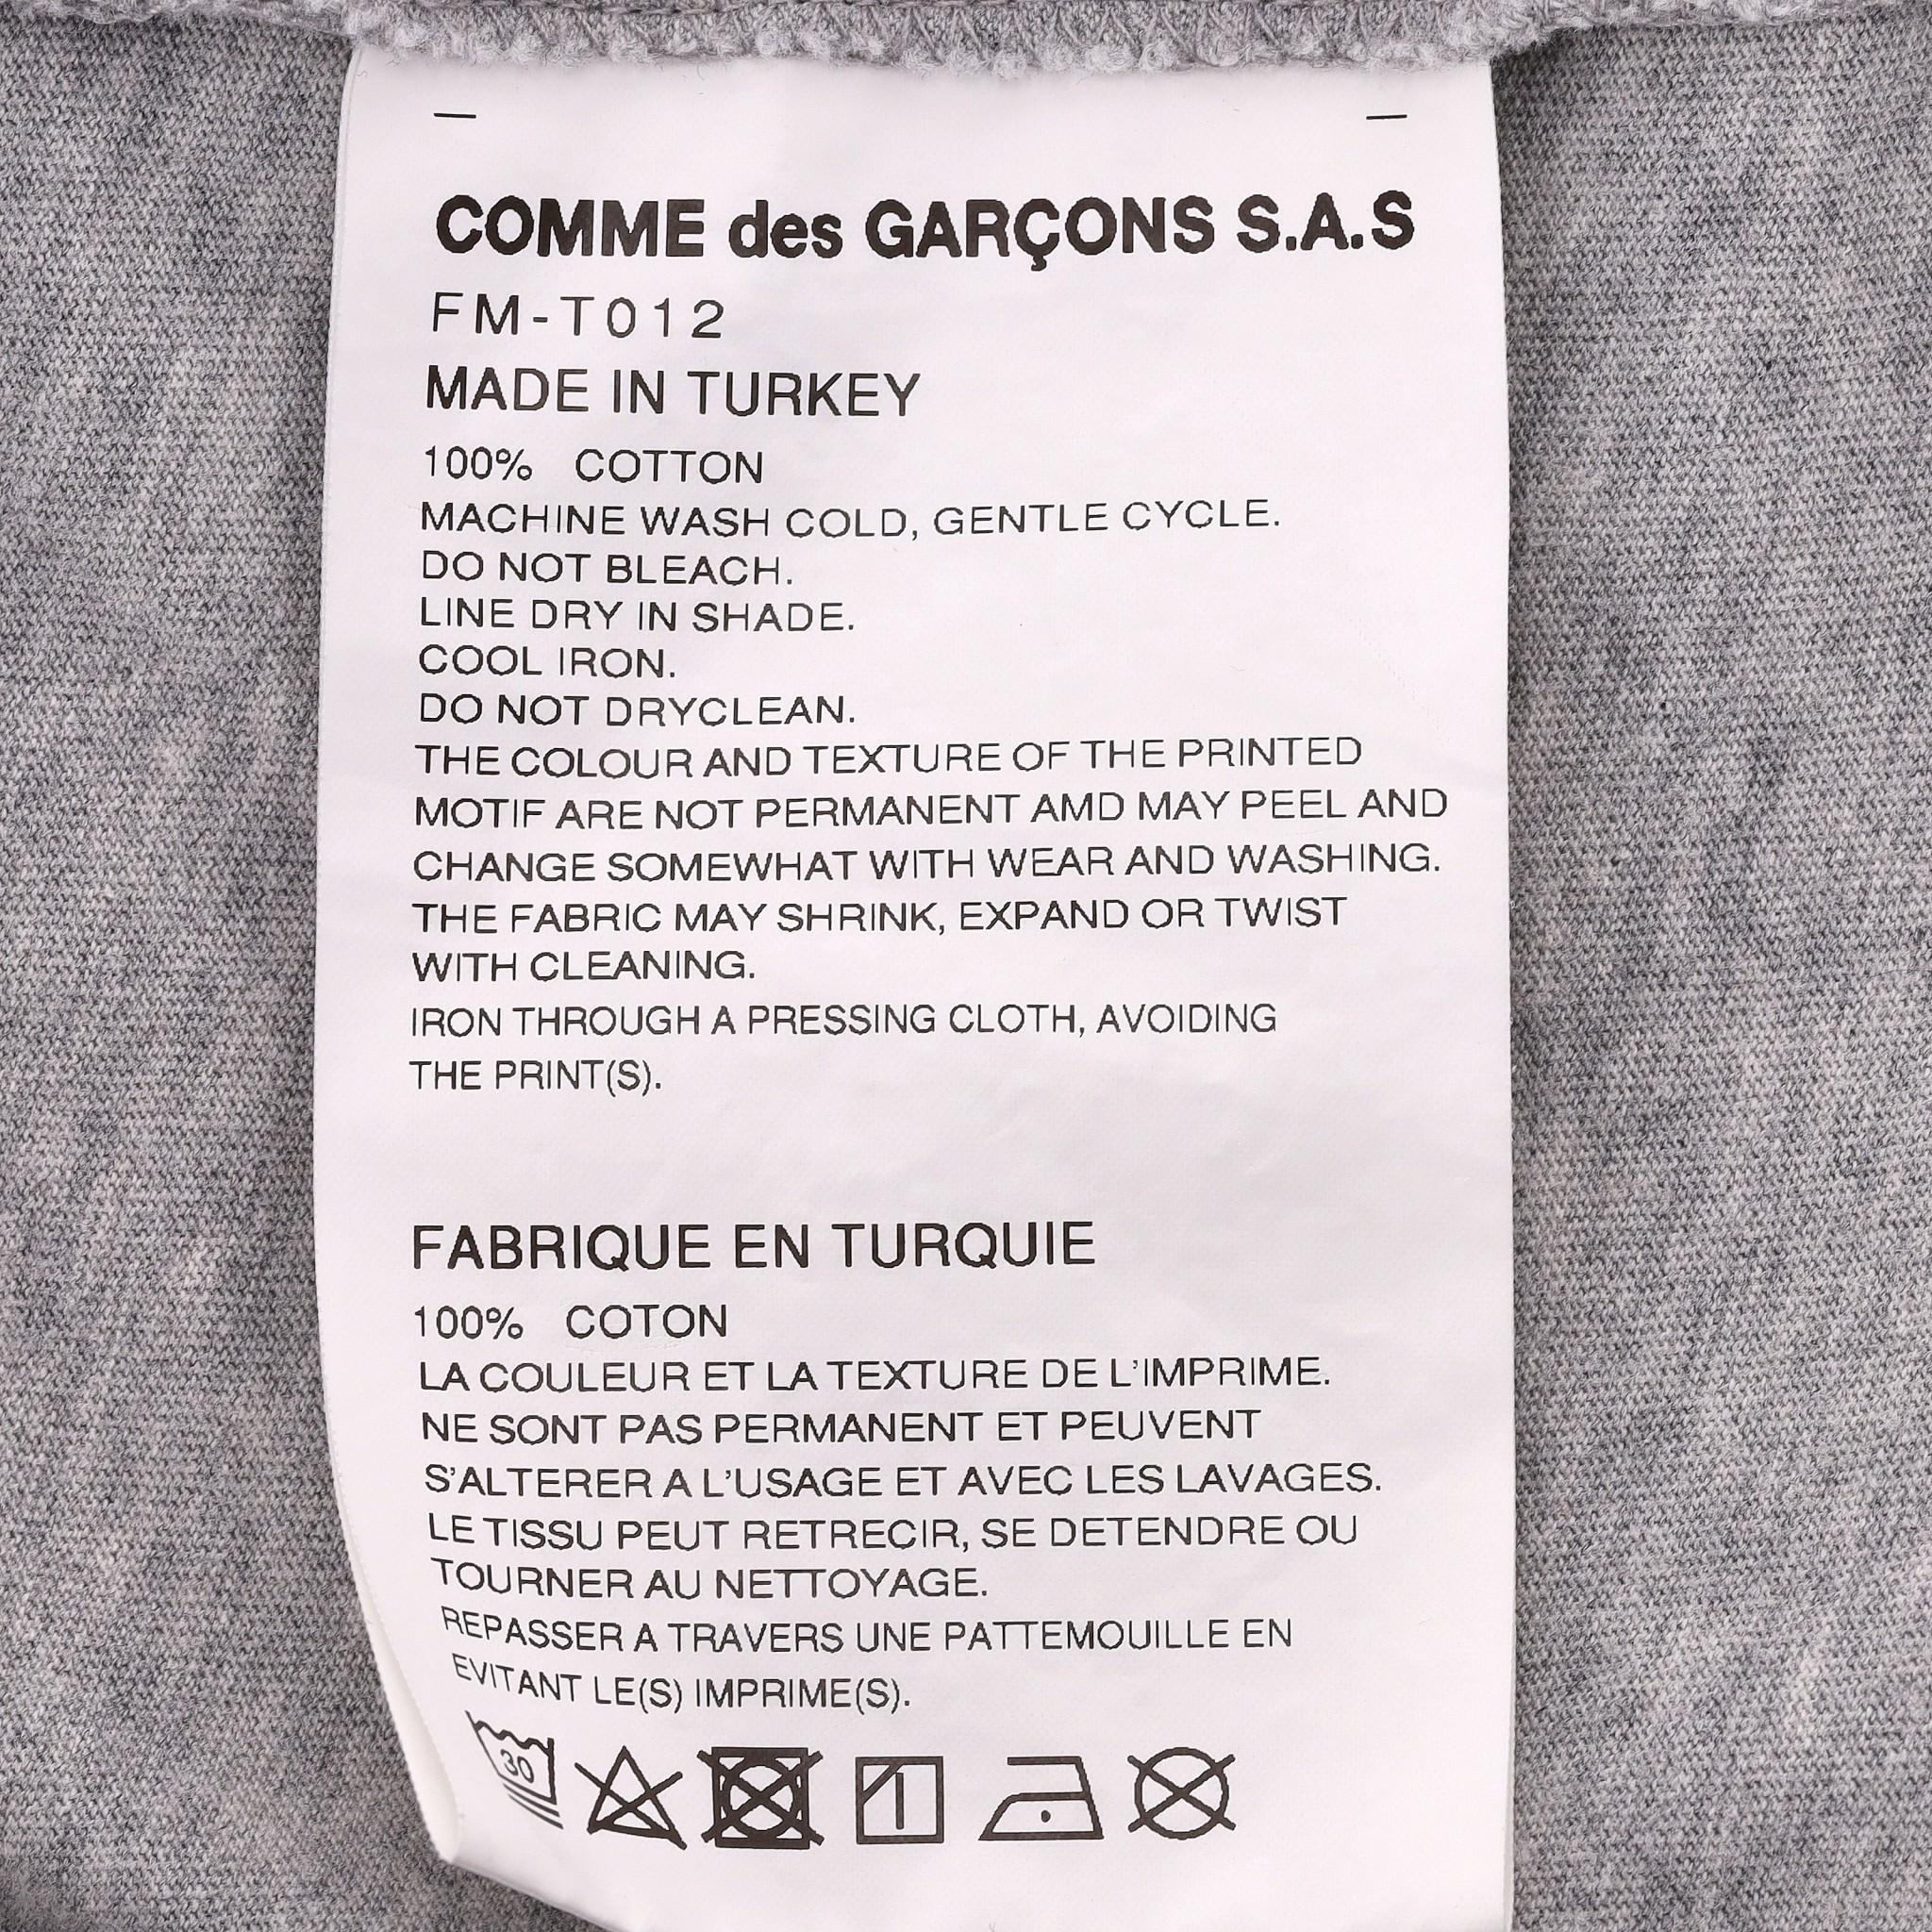 COMME des GARÇONS S.A.S
FM-T012
MADE IN TURKEY
100% COTTON
MACHINE WASH COLD, GENTLE CYCLE.
DO NOT BLEACH.
LINE DRY IN SHADE.
COOL IRON.
DO NOT DRYCLEAN.
THE COLOUR AND TEXTURE OF THE PRINTED
MOTIF ARE NOT PERMANENT AMD MAY PEEL AND
CHANGE SOMEWHAT WITH WEAR AND WASHING.
THE FABRIC MAY SHRINK, EXPAND OR TWIST
WITH CLEANING.
IRON THROUGH A PRESSING CLOTH, AVOIDING
THE PRINT(S).
FABRIQUE EN TURQUIE
100% COTON
LA COULEUR ET LA TEXTURE DE L'IMPRIME.
NE SONT PAS PERMANENT ET PEUVENT
S'ALTERER A L'USAGE ET AVEC LES LAVAGES.
LE TISSU PEUT RETRECIR, SE DETENDRE OU
TOURNER AU NETTOYAGE.
REPASSER A TRAVERS UNE PATTEMOUILLE EN
EVITANT LE(S) IMPRIME(S).
30